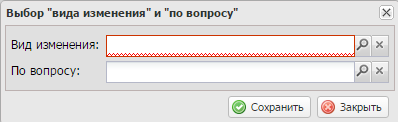 Выбор "вида изменения" и "по вопросу"
Вид изменения:
По вопросу:
Сохранить Закрыть